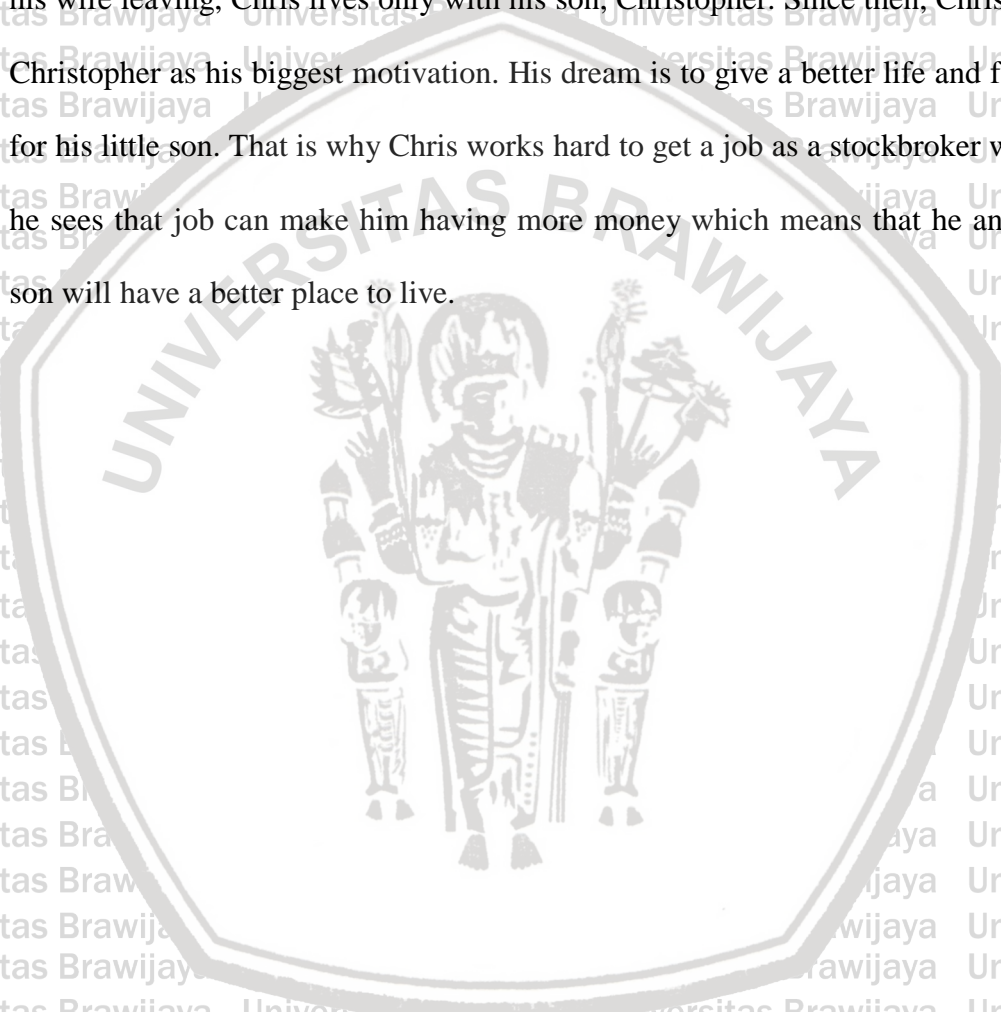 his wife leaving, Chris lives only with his son, Christopher. Since then, Chris
Christopher as his biggest motivation. His dream is to give a better life and f
for his little son. That is why Chris works hard to get a job as a stockbroker w
he sees that job can make him having more money which means that he an
son will have a better place to live.
UNIVERSITAS BRAWIJAYA